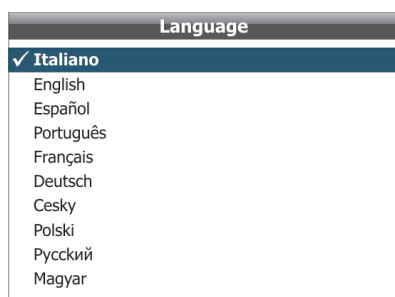 Language
✓ Italiano
English
Español
Português
Français
Deutsch
Cesky
Polski
Русский
Magyar